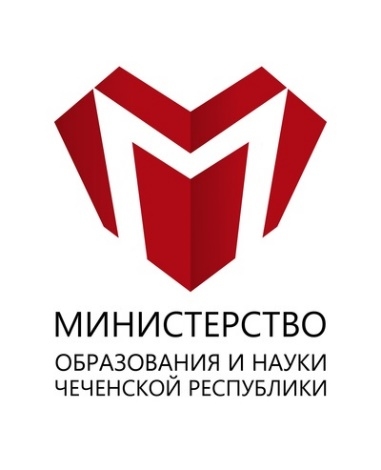 МИНИСТЕРСТВО
ОБРАЗОВАНИЯ И НАУКИ
ЧЕЧЕНСКОЙ РЕСПУБЛИКИ